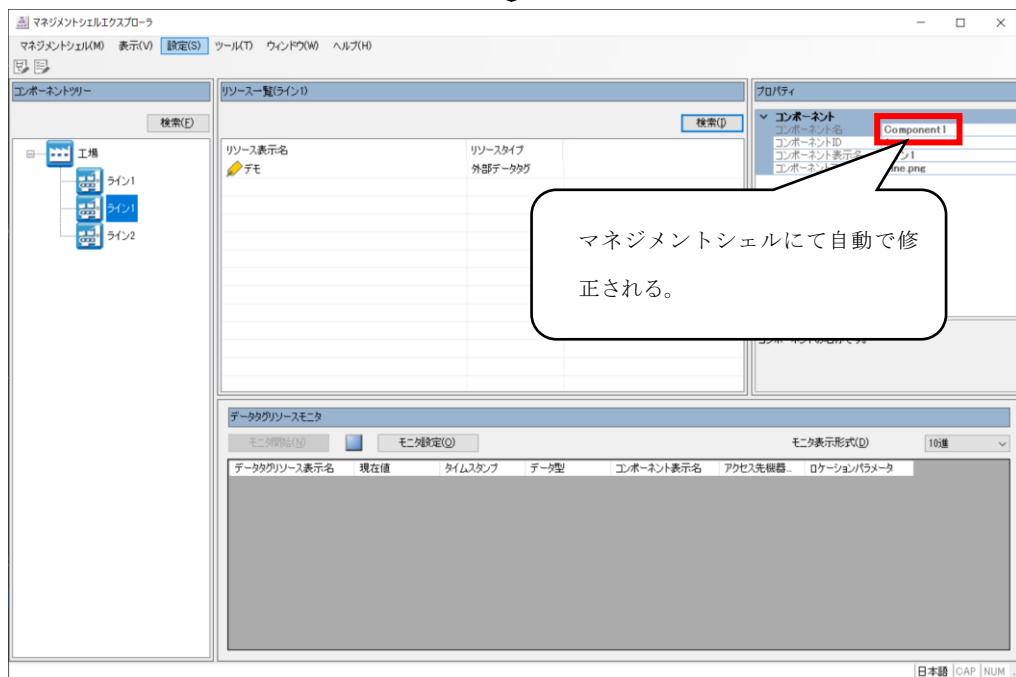 マネジメントシェルエクスプローラ
マネジメントシェル(M) 表示(V) 設定(S) ツール(T) ウィンドウ(W) ヘルプ(H)
コンポーネントツリー
検索(F)
工場
ライン1
ライン1
ライン2
リソース一覧(ライン1)
検索(I)
リソース表示名 リソースタイプ
デモ 外部データタグ
プロパティ
コンポーネント
コンポーネント名 Component1
コンポーネントID
コンポーネント表示名
マネジメントシェルにて自動で修
正される。
データタグリソースモニタ
モニタ開始(N) モニタ設定(O) モニタ表示形式(D) 10進
データタグリソース表示名 現在値 タイムスタンプ データ型 コンポーネント表示名 アクセス先機器... ロケーションパラメータ
日本語 CAP NUM